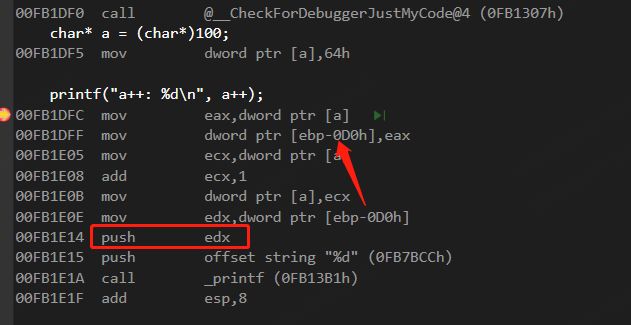 00FB1DF0 call @__CheckForDebuggerJustMyCode@4 (0FB1307h)
char* a = (char*)100;
00FB1DF5 mov dword ptr [a],64h
printf("a++: %d\n", a++);
00FB1DFC mov eax,dword ptr [a]
00FB1DFF mov dword ptr [ebp-0D0h],eax
00FB1E05 mov ecx,dword ptr [a
00FB1E08 add ecx,1
00FB1E0B mov dword ptr [a],ecx
00FB1E0E mov edx,dword ptr [ebp-0D0h]
00FB1E14 push edx
00FB1E15 push offset string "%d" (0FB7BCCh)
00FB1E1A call _printf (0FB13B1h)
00FB1E1F add esp,8